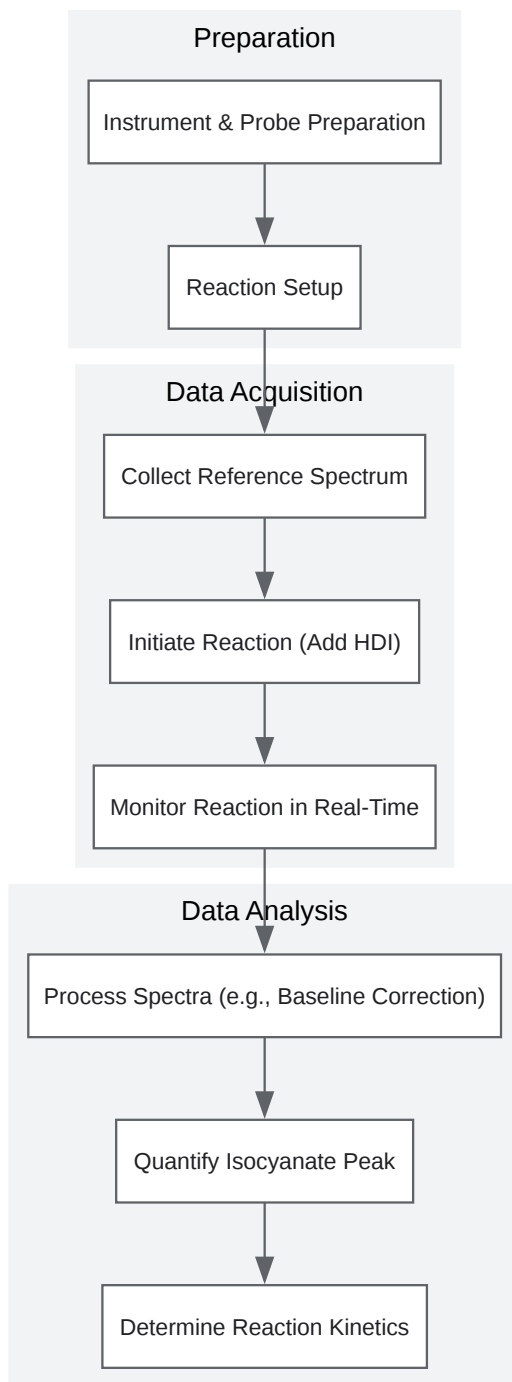 Preparation
Instrument & Probe Preparation
Reaction Setup
Data Acquisition
Collect Reference Spectrum
Initiate Reaction (Add HDI)
Monitor Reaction in Real-Time
Data Analysis
Process Spectra (e.g., Baseline Correction)
Quantify Isocyanate Peak
Determine Reaction Kinetics